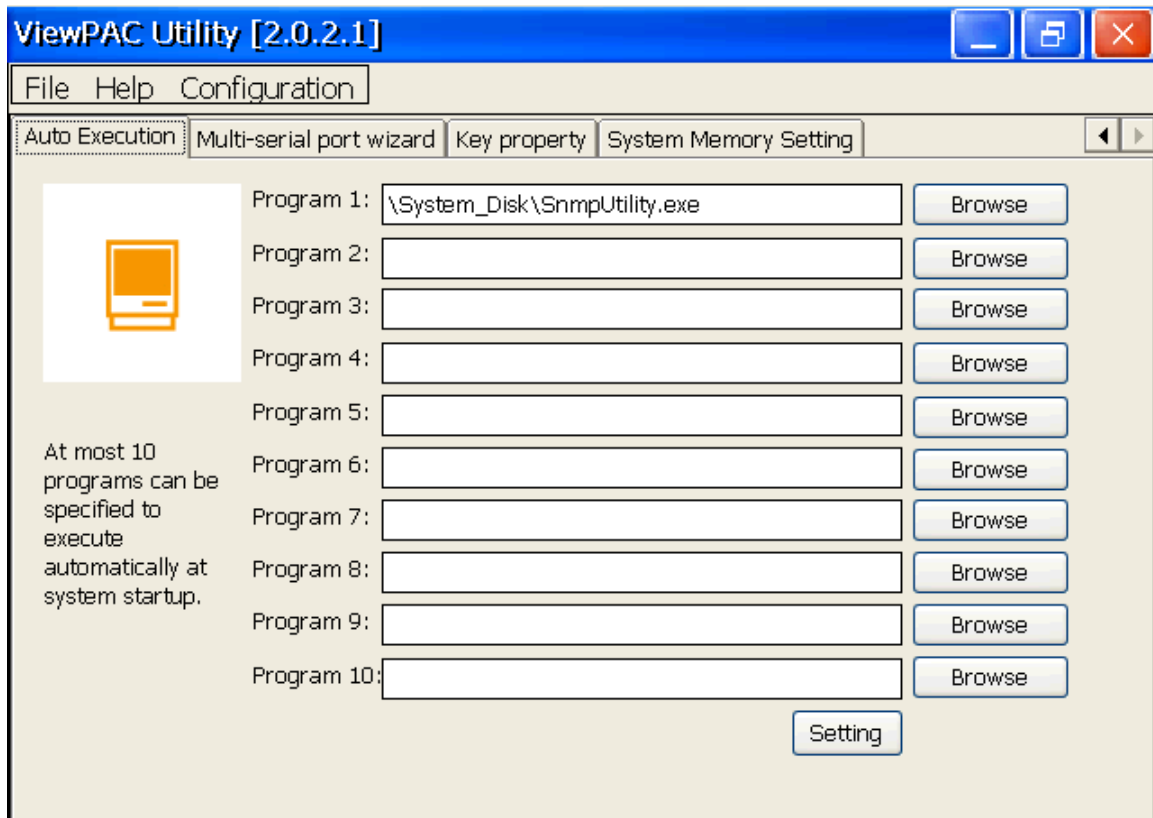 ViewPAC Utility [2.0.2.1]
File Help Configuration
Auto Execution Multi-serial port wizard Key property System Memory Setting
Program 1: \System_Disk\SnmpUtility.exe Browse
Program 2: Browse
Program 3: Browse
Program 4: Browse
Program 5: Browse
Program 6: Browse
Program 7: Browse
Program 8: Browse
Program 9: Browse
Program 10: Browse
At most 10
programs can be
specified to
execute
automatically at
system startup.
Setting